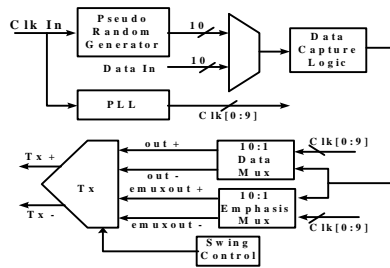 Clk In
Pseudo
Random
Generator
10
Data In
10
Data
Capture
Logic
PLL
Clk[0:9]
Tx +
Tx -
Tx
out +
out -
emuxout +
emuxout -
10:1
Data
Mux
10:1
Emphasis
Mux
Clk[0:9]
Clk[0:9]
Swing
Control